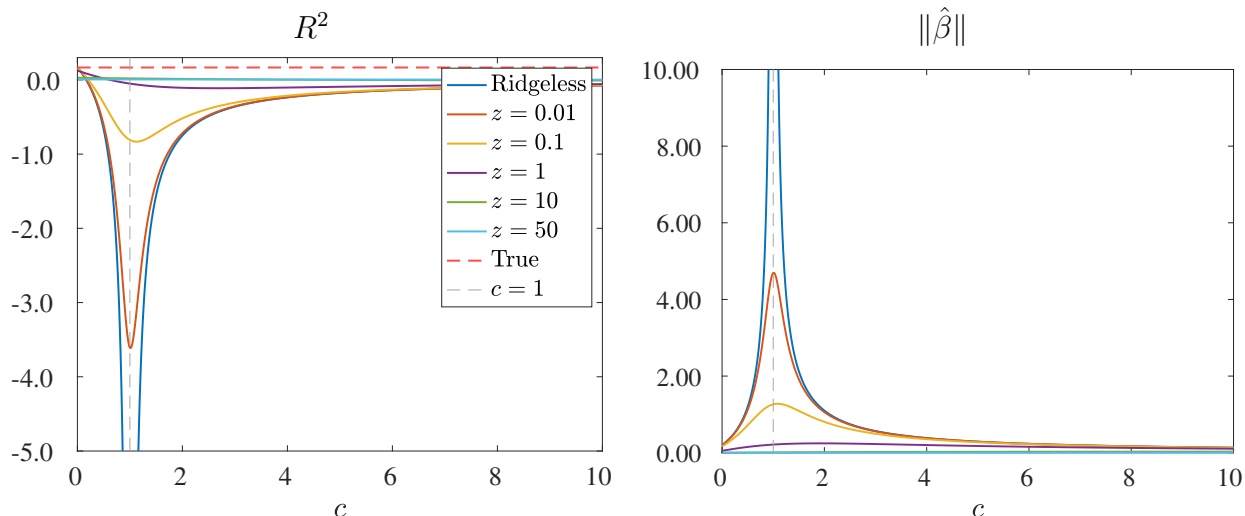 R²
0.0
-1.0
-2.0
-3.0
-4.0
-5.0
0 2 4 6 8 10
c
Ridgeless
z = 0.01
z = 0.1
z = 1
z = 10
z = 50
True
c = 1
‖β̂‖
10.00
8.00
6.00
4.00
2.00
0.00
0 2 4 6 8 10
c